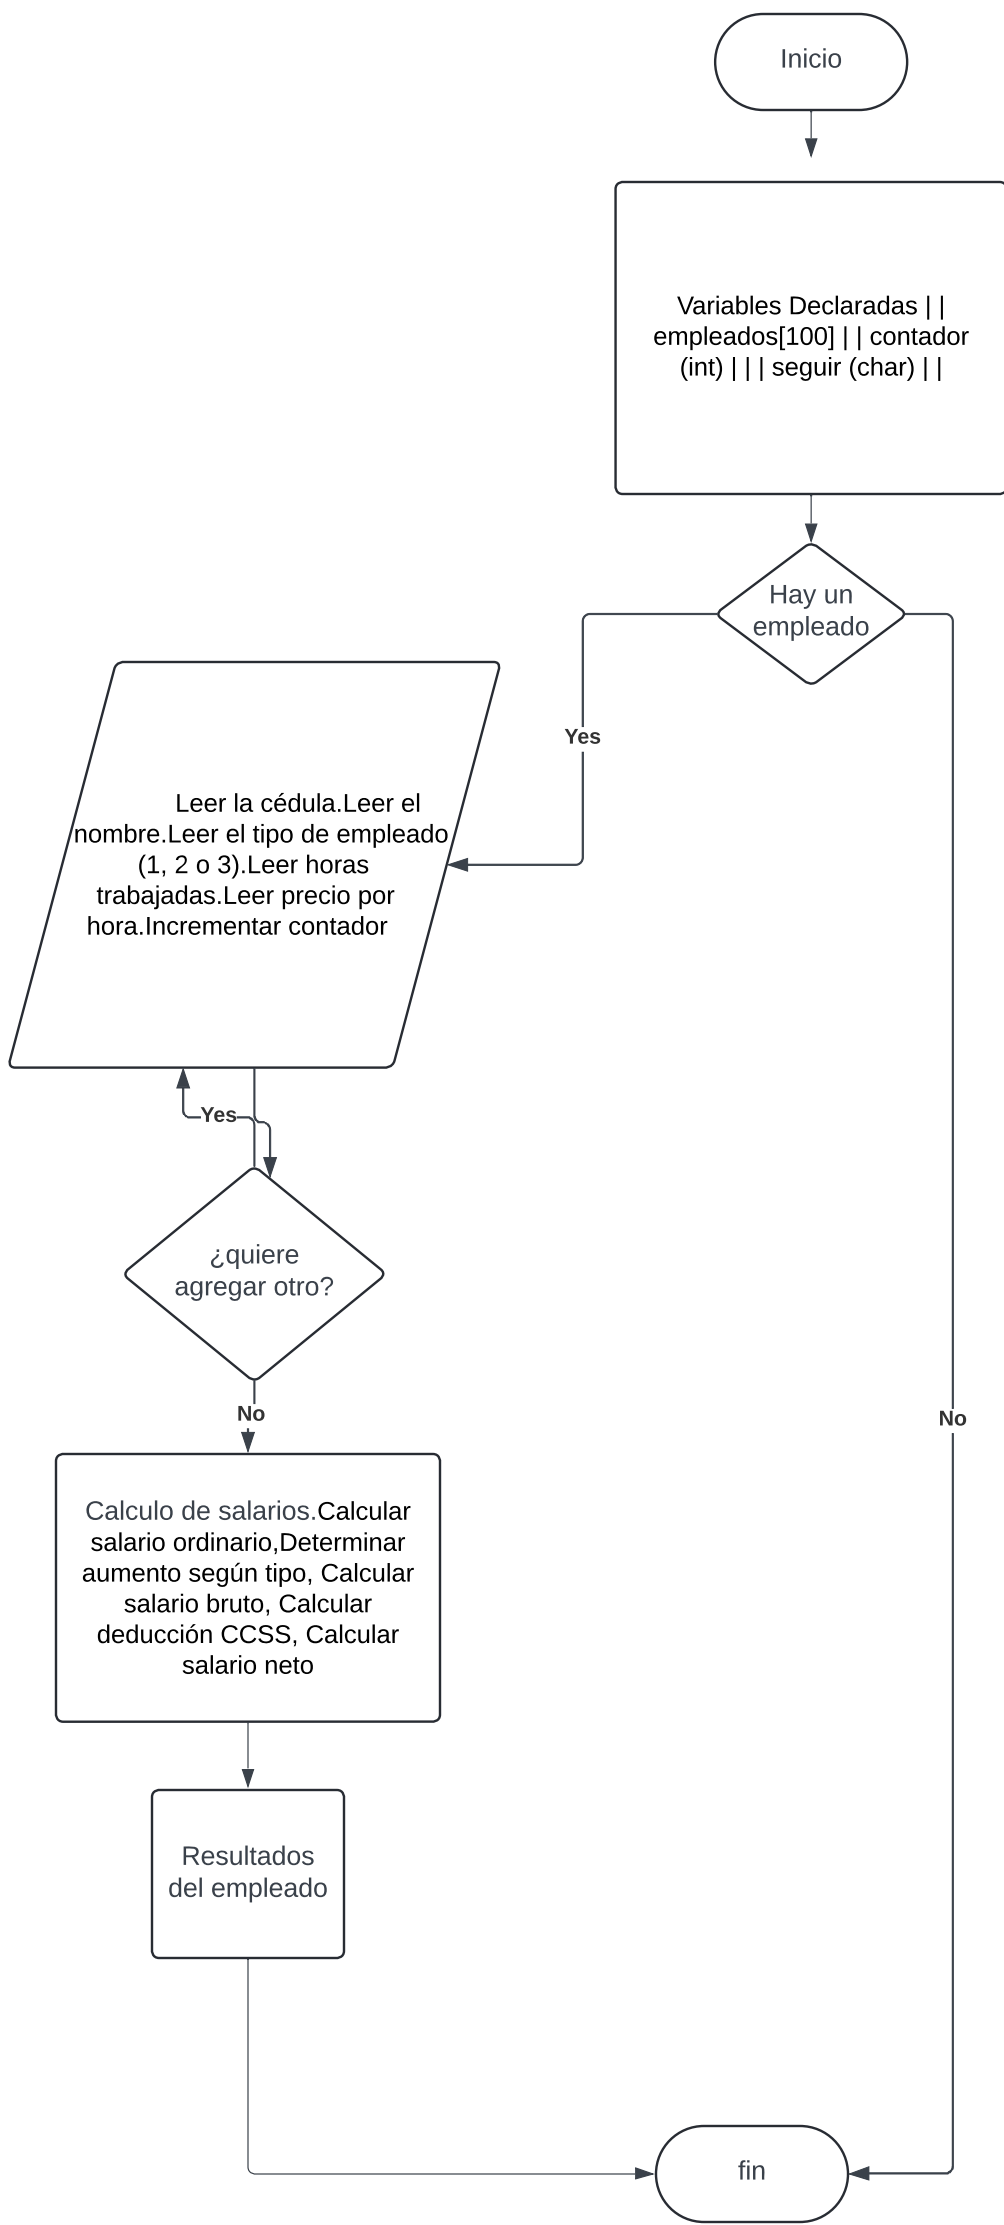 Inicio
Variables Declaradas | |
empleados[100] | | contador
(int) | | | seguir (char) | |
Hay un
empleado
Yes
Leer la cédula.Leer el
nombre.Leer el tipo de empleado
(1, 2 o 3).Leer horas
trabajadas.Leer precio por
hora.Incrementar contador
Yes
¿quiere
agregar otro?
No
No
Calculo de salarios.Calcular
salario ordinario,Determinar
aumento según tipo, Calcular
salario bruto, Calcular
deducción CCSS, Calcular
salario neto
Resultados
del empleado
fin